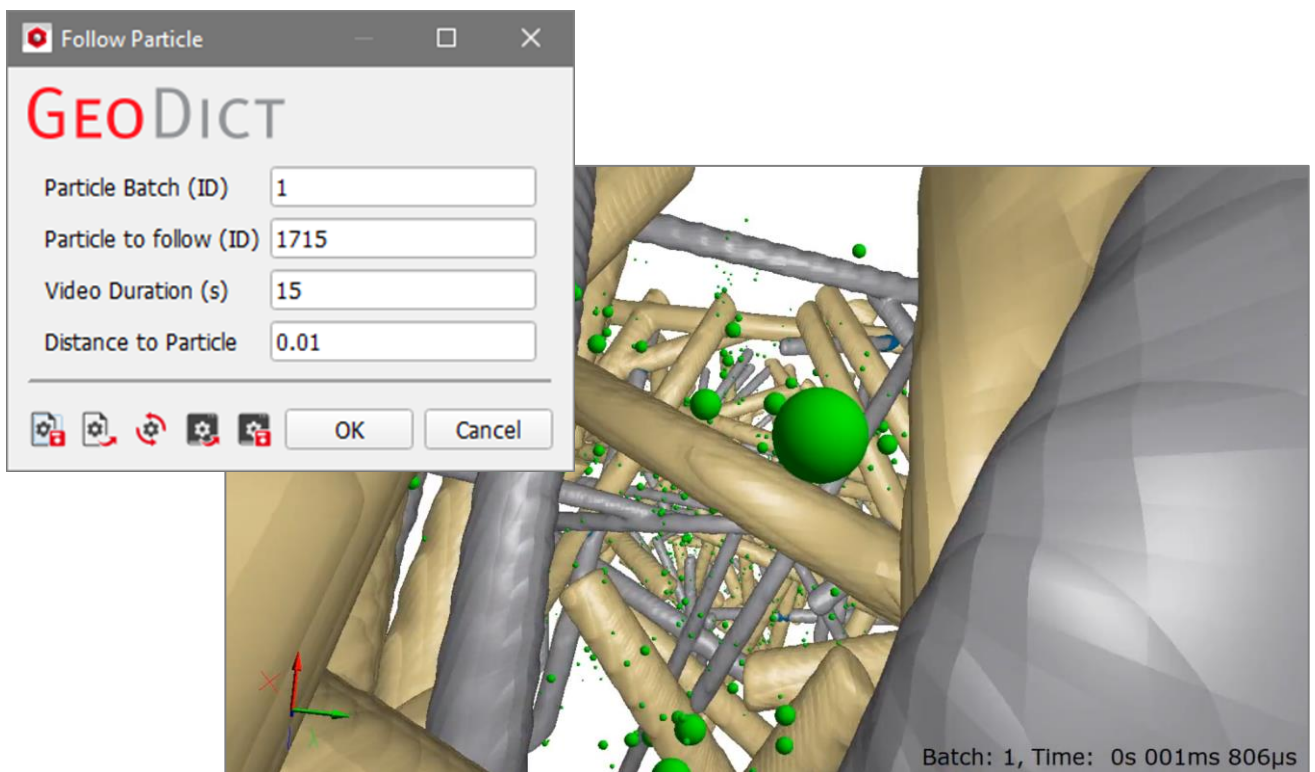 Follow Particle
GEODICT
Particle Batch (ID) 1
Particle to follow (ID) 1715
Video Duration (s) 15
Distance to Particle 0.01
OK Cancel
X
Batch: 1, Time: 0s 001ms 806µs